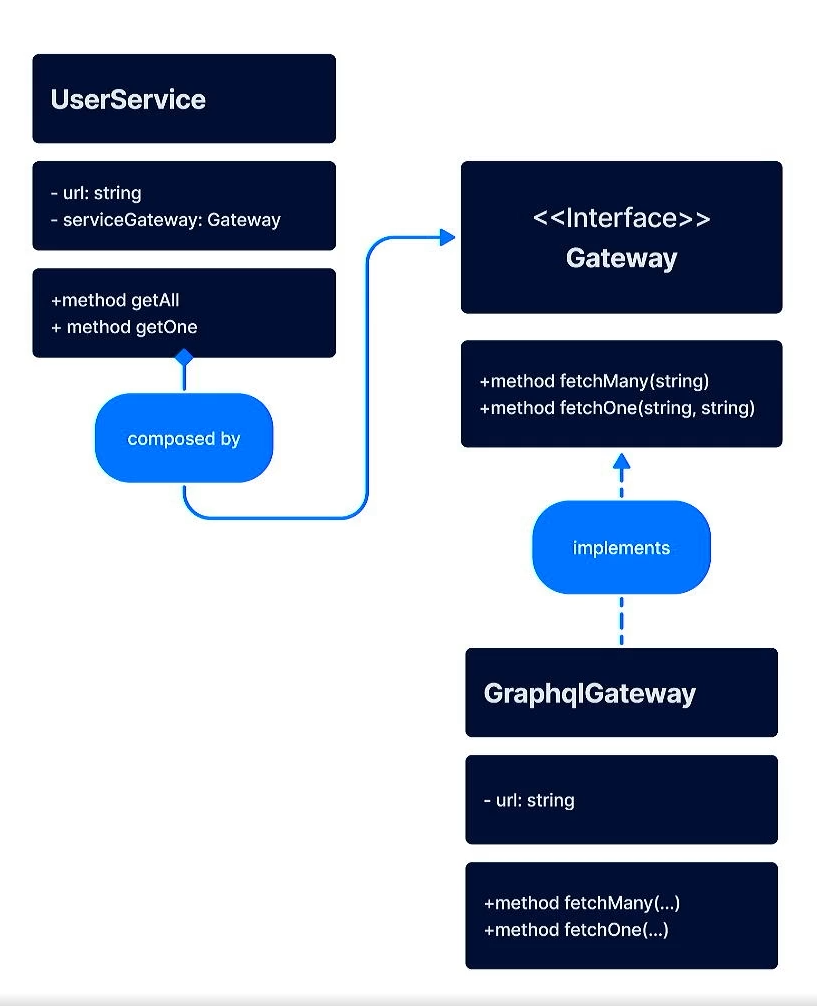 UserService
- url: string
- serviceGateway: Gateway
+method getAll
+ method getOne
composed by
<<Interface>>
Gateway
+method fetchMany(string)
+method fetchOne(string, string)
implements
GraphqlGateway
- url: string
+method fetchMany(...)
+method fetchOne(...)